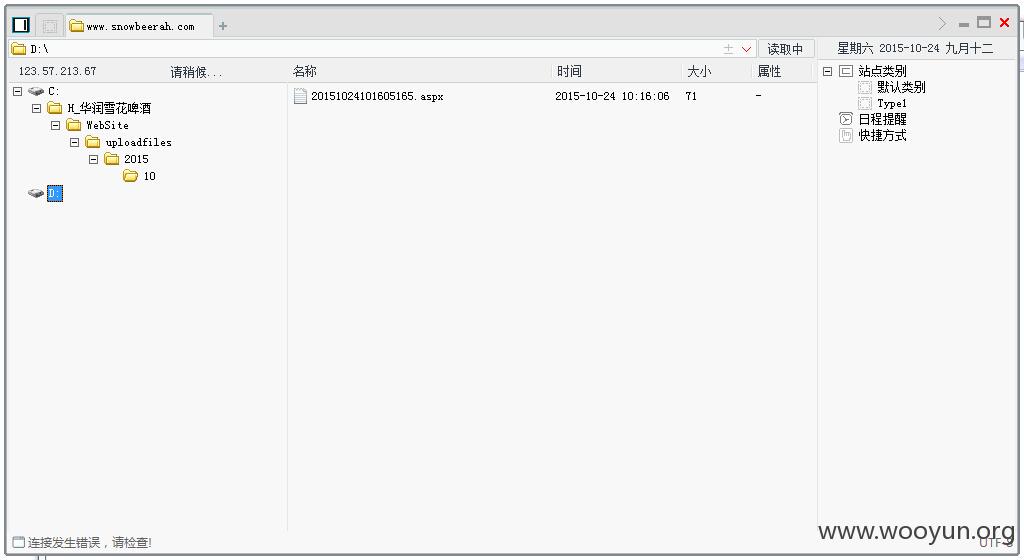 www.snowbeerah.com
D:\
读取中
星期六 2015-10-24 九月十二
123.57.213.67
请稍候...
名称
时间
大小
属性
C:
H_华润雪花啤酒
WebSite
uploadfiles
2015
10
D:
20151024101605165.aspx
2015-10-24 10:16:06
71
-
站点类别
默认类别
Type1
日程提醒
快捷方式
连接发生错误，请检查!
UTF-8
www.wooyun.org